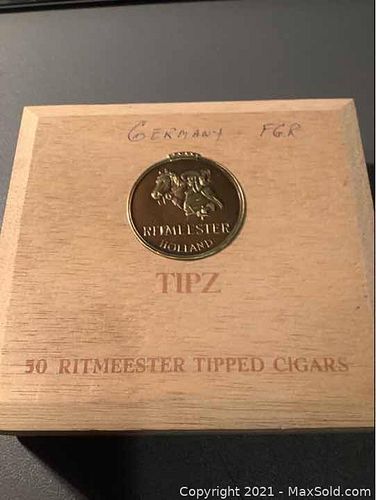 GERMANY FGR
RITMEESTER
HOLLAND
TIPZ
50 RITMEESTER TIPPED CIGARS
Copyright © 2021 - MaxSold.com